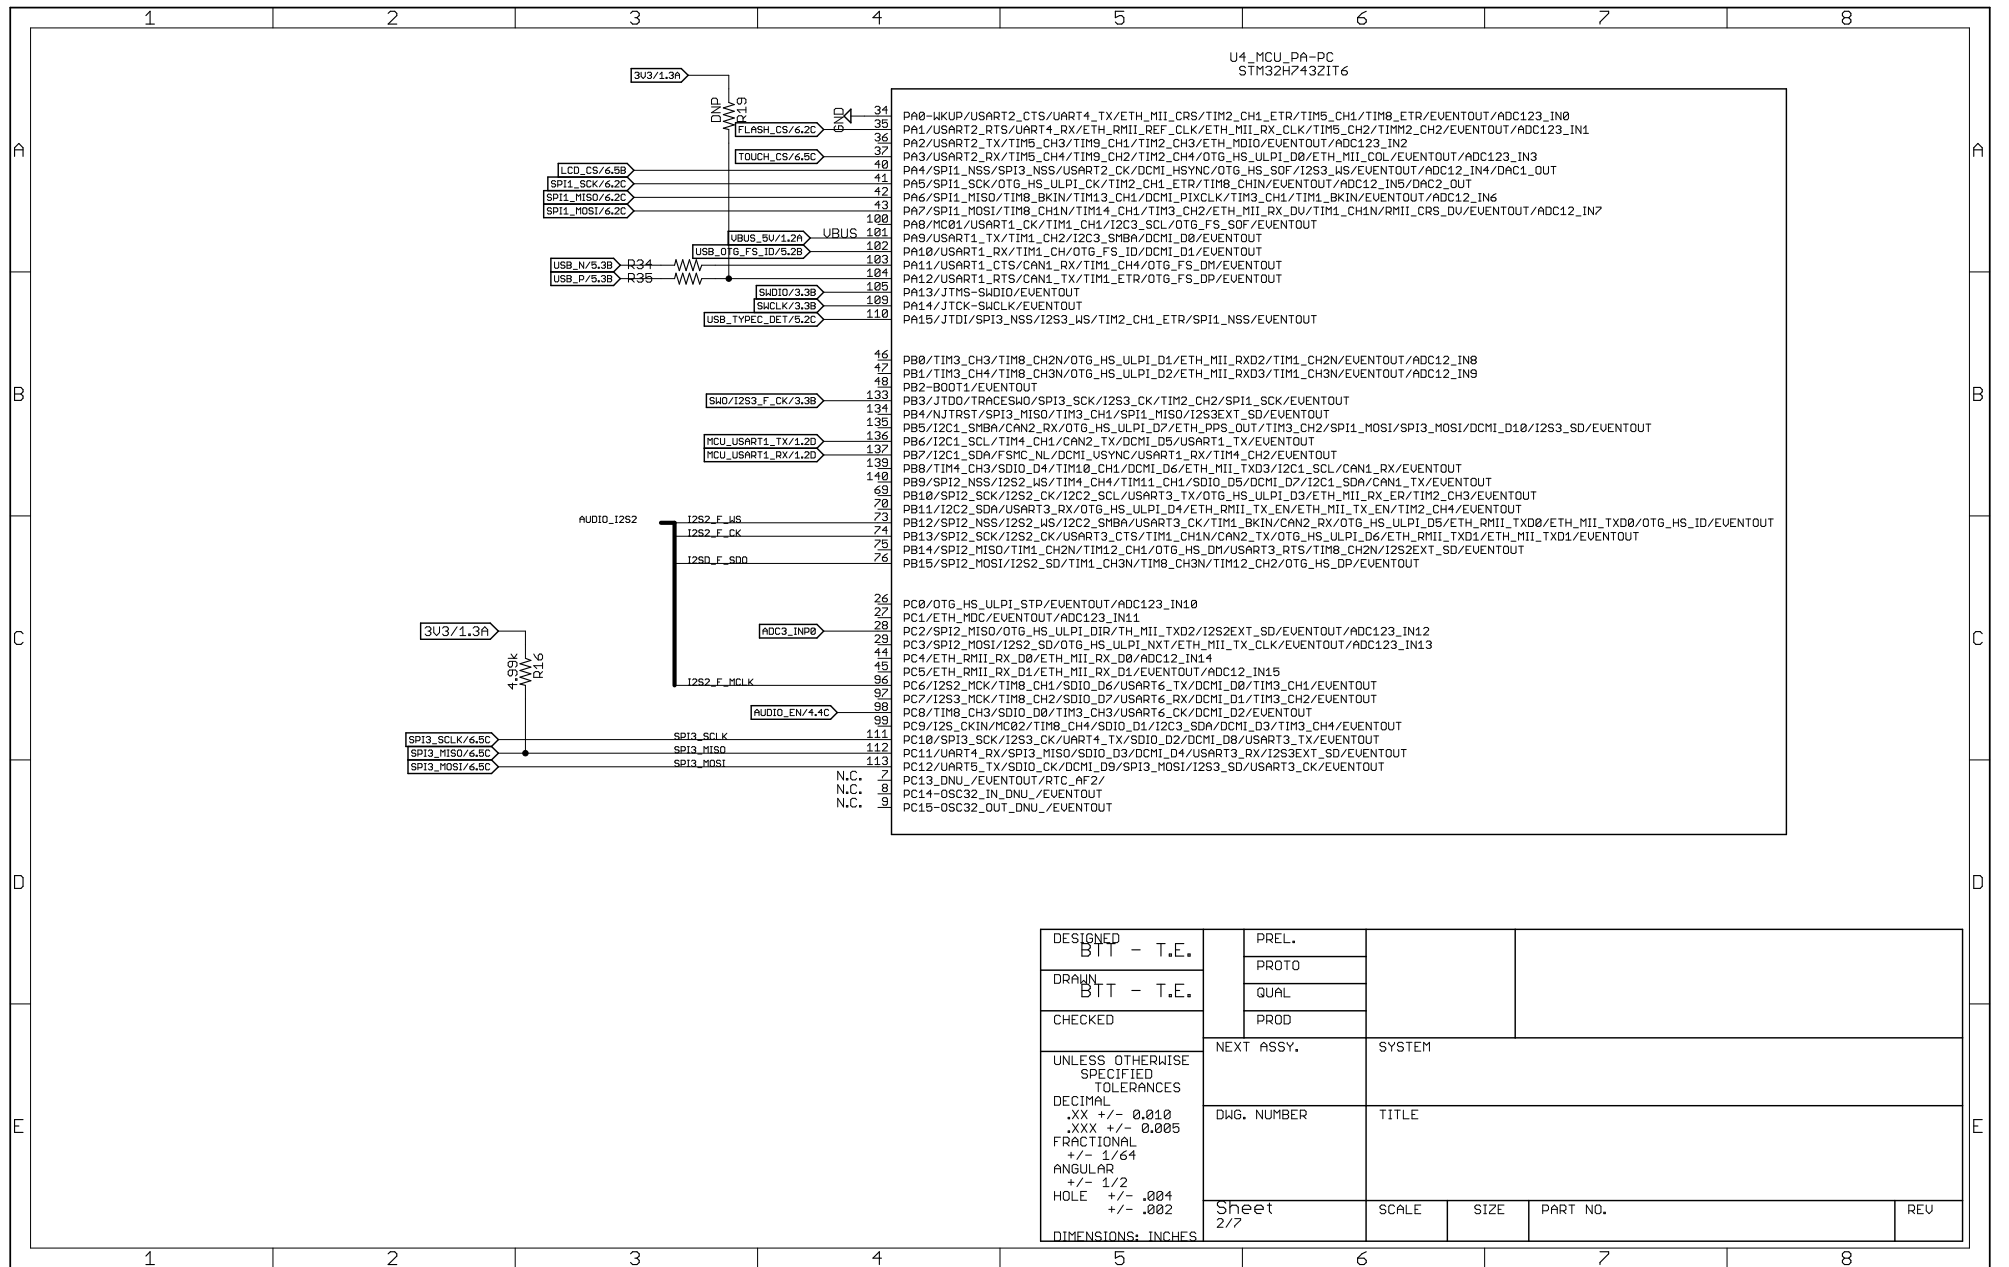 1 2 3 4 5 6 7 8
U4_MCU_PA-PC
STM32H743ZIT6
3V3/1.3A
DNP
R19
GND
34 PA0-WKUP/USART2_CTS/UART4_TX/ETH_MII_CRS/TIM2_CH1_ETR/TIM5_CH1/TIM8_ETR/EVENTOUT/ADC123_IN0
FLASH_CS/6.2C 35 PA1/USART2_RTS/UART4_RX/ETH_RMII_REF_CLK/ETH_MII_RX_CLK/TIM5_CH2/TIMM2_CH2/EVENTOUT/ADC123_IN1
36 PA2/USART2_TX/TIM5_CH3/TIM9_CH1/TIM2_CH3/ETH_MDIO/EVENTOUT/ADC123_IN2
A TOUCH_CS/6.5C 37 PA3/USART2_RX/TIM5_CH4/TIM9_CH2/TIM2_CH4/OTG_HS_ULPI_D0/ETH_MII_COL/EVENTOUT/ADC123_IN3 A
LCD_CS/6.5B 40 PA4/SPI1_NSS/SPI3_NSS/USART2_CK/DCMI_HSYNC/OTG_HS_SOF/I2S3_WS/EVENTOUT/ADC12_IN4/DAC1_OUT
SPI1_SCK/6.2C 41 PA5/SPI1_SCK/OTG_HS_ULPI_CK/TIM2_CH1_ETR/TIM8_CHIN/EVENTOUT/ADC12_IN5/DAC2_OUT
SPI1_MISO/6.2C 42 PA6/SPI1_MISO/TIM8_BKIN/TIM13_CH1/DCMI_PIXCLK/TIM3_CH1/TIM1_BKIN/EVENTOUT/ADC12_IN6
SPI1_MOSI/6.2C 43 PA7/SPI1_MOSI/TIM8_CH1N/TIM14_CH1/TIM3_CH2/ETH_MII_RX_DV/TIM1_CH1N/RMII_CRS_DV/EVENTOUT/ADC12_IN7
100 PA8/MC01/USART1_CK/TIM1_CH1/I2C3_SCL/OTG_FS_SOF/EVENTOUT
VBUS_5V/1.2A VBUS 101 PA9/USART1_TX/TIM1_CH2/I2C3_SMBA/DCMI_D0/EVENTOUT
USB_OTG_FS_ID/5.2B 102 PA10/USART1_RX/TIM1_CH/OTG_FS_ID/DCMI_D1/EVENTOUT
USB_N/5.3B R34 103 PA11/USART1_CTS/CAN1_RX/TIM1_CH4/OTG_FS_DM/EVENTOUT
USB_P/5.3B R35 104 PA12/USART1_RTS/CAN1_TX/TIM1_ETR/OTG_FS_DP/EVENTOUT
SWDIO/3.3B 105 PA13/JTMS-SWDIO/EVENTOUT
SWCLK/3.3B 109 PA14/JTCK-SWCLK/EVENTOUT
USB_TYPEC_DET/5.2C 110 PA15/JTDI/SPI3_NSS/I2S3_WS/TIM2_CH1_ETR/SPI1_NSS/EVENTOUT
46 PB0/TIM3_CH3/TIM8_CH2N/OTG_HS_ULPI_D1/ETH_MII_RXD2/TIM1_CH2N/EVENTOUT/ADC12_IN8
47 PB1/TIM3_CH4/TIM8_CH3N/OTG_HS_ULPI_D2/ETH_MII_RXD3/TIM1_CH3N/EVENTOUT/ADC12_IN9
48 PB2-BOOT1/EVENTOUT
B SWO/I2S3_F_CK/3.3B 133 PB3/JTDO/TRACESWO/SPI3_SCK/I2S3_CK/TIM2_CH2/SPI1_SCK/EVENTOUT B
134 PB4/NJTRST/SPI3_MISO/TIM3_CH1/SPI1_MISO/I2S3EXT_SD/EVENTOUT
135 PB5/I2C1_SMBA/CAN2_RX/OTG_HS_ULPI_D7/ETH_PPS_OUT/TIM3_CH2/SPI1_MOSI/SPI3_MOSI/DCMI_D10/I2S3_SD/EVENTOUT
MCU_USART1_TX/1.2D 136 PB6/I2C1_SCL/TIM4_CH1/CAN2_TX/DCMI_D5/USART1_TX/EVENTOUT
MCU_USART1_RX/1.2D 137 PB7/I2C1_SDA/FSMC_NL/DCMI_VSYNC/USART1_RX/TIM4_CH2/EVENTOUT
139 PB8/TIM4_CH3/SDIO_D4/TIM10_CH1/DCMI_D6/ETH_MII_TXD3/I2C1_SCL/CAN1_RX/EVENTOUT
140 PB9/SPI2_NSS/I2S2_WS/TIM4_CH4/TIM11_CH1/SDIO_D5/DCMI_D7/I2C1_SDA/CAN1_TX/EVENTOUT
69 PB10/SPI2_SCK/I2S2_CK/I2C2_SCL/USART3_TX/OTG_HS_ULPI_D3/ETH_MII_RX_ER/TIM2_CH3/EVENTOUT
70 PB11/I2C2_SDA/USART3_RX/OTG_HS_ULPI_D4/ETH_RMII_TX_EN/ETH_MII_TX_EN/TIM2_CH4/EVENTOUT
AUDIO_I2S2 I2S2_F_WS 73 PB12/SPI2_NSS/I2S2_WS/I2C2_SMBA/USART3_CK/TIM1_BKIN/CAN2_RX/OTG_HS_ULPI_D5/ETH_RMII_TXD0/ETH_MII_TXD0/OTG_HS_ID/EVENTOUT
I2S2_F_CK 74 PB13/SPI2_SCK/I2S2_CK/USART3_CTS/TIM1_CH1N/CAN2_TX/OTG_HS_ULPI_D6/ETH_RMII_TXD1/ETH_MII_TXD1/EVENTOUT
75 PB14/SPI2_MISO/TIM1_CH2N/TIM12_CH1/OTG_HS_DM/USART3_RTS/TIM8_CH2N/I2S2EXT_SD/EVENTOUT
I2SD_F_SDO 76 PB15/SPI2_MOSI/I2S2_SD/TIM1_CH3N/TIM8_CH3N/TIM12_CH2/OTG_HS_DP/EVENTOUT
26 PC0/OTG_HS_ULPI_STP/EVENTOUT/ADC123_IN10
27 PC1/ETH_MDC/EVENTOUT/ADC123_IN11
C 3V3/1.3A ADC3_INP0 28 PC2/SPI2_MISO/OTG_HS_ULPI_DIR/TH_MII_TXD2/I2S2EXT_SD/EVENTOUT/ADC123_IN12 C
29 PC3/SPI2_MOSI/I2S2_SD/OTG_HS_ULPI_NXT/ETH_MII_TX_CLK/EVENTOUT/ADC123_IN13
44 PC4/ETH_RMII_RX_D0/ETH_MII_RX_D0/ADC12_IN14
4.99k R16
45 PC5/ETH_RMII_RX_D1/ETH_MII_RX_D1/EVENTOUT/ADC12_IN15
I2S2_F_MCLK 96 PC6/I2S2_MCK/TIM8_CH1/SDIO_D6/USART6_TX/DCMI_D0/TIM3_CH1/EVENTOUT
97 PC7/I2S3_MCK/TIM8_CH2/SDIO_D7/USART6_RX/DCMI_D1/TIM3_CH2/EVENTOUT
AUDIO_EN/4.4C 98 PC8/TIM8_CH3/SDIO_D0/TIM3_CH3/USART6_CK/DCMI_D2/EVENTOUT
99 PC9/I2S_CKIN/MC02/TIM8_CH4/SDIO_D1/I2C3_SDA/DCMI_D3/TIM3_CH4/EVENTOUT
SPI3_SCLK/6.5C SPI3_SCLK 111 PC10/SPI3_SCK/I2S3_CK/UART4_TX/SDIO_D2/DCMI_D8/USART3_TX/EVENTOUT
SPI3_MISO/6.5C SPI3_MISO 112 PC11/UART4_RX/SPI3_MISO/SDIO_D3/DCMI_D4/USART3_RX/I2S3EXT_SD/EVENTOUT
SPI3_MOSI/6.5C SPI3_MOSI 113 PC12/UART5_TX/SDIO_CK/DCMI_D9/SPI3_MOSI/I2S3_SD/USART3_CK/EVENTOUT
N.C. 7 PC13_DNU_/EVENTOUT/RTC_AF2/
N.C. 8 PC14-OSC32_IN_DNU_/EVENTOUT
N.C. 9 PC15-OSC32_OUT_DNU_/EVENTOUT
D D
DESIGNED BTT - T.E. PREL.
PROTO
DRAWN BTT - T.E. QUAL
CHECKED PROD
NEXT ASSY. SYSTEM
UNLESS OTHERWISE
SPECIFIED
TOLERANCES
DECIMAL
.XX +/- 0.010
DWG. NUMBER TITLE
E .XXX +/- 0.005 E
FRACTIONAL
+/- 1/64
ANGULAR
+/- 1/2
HOLE +/- .004
+/- .002
DIMENSIONS: INCHES
Sheet SCALE SIZE PART NO. REV
2/7
1 2 3 4 5 6 7 8